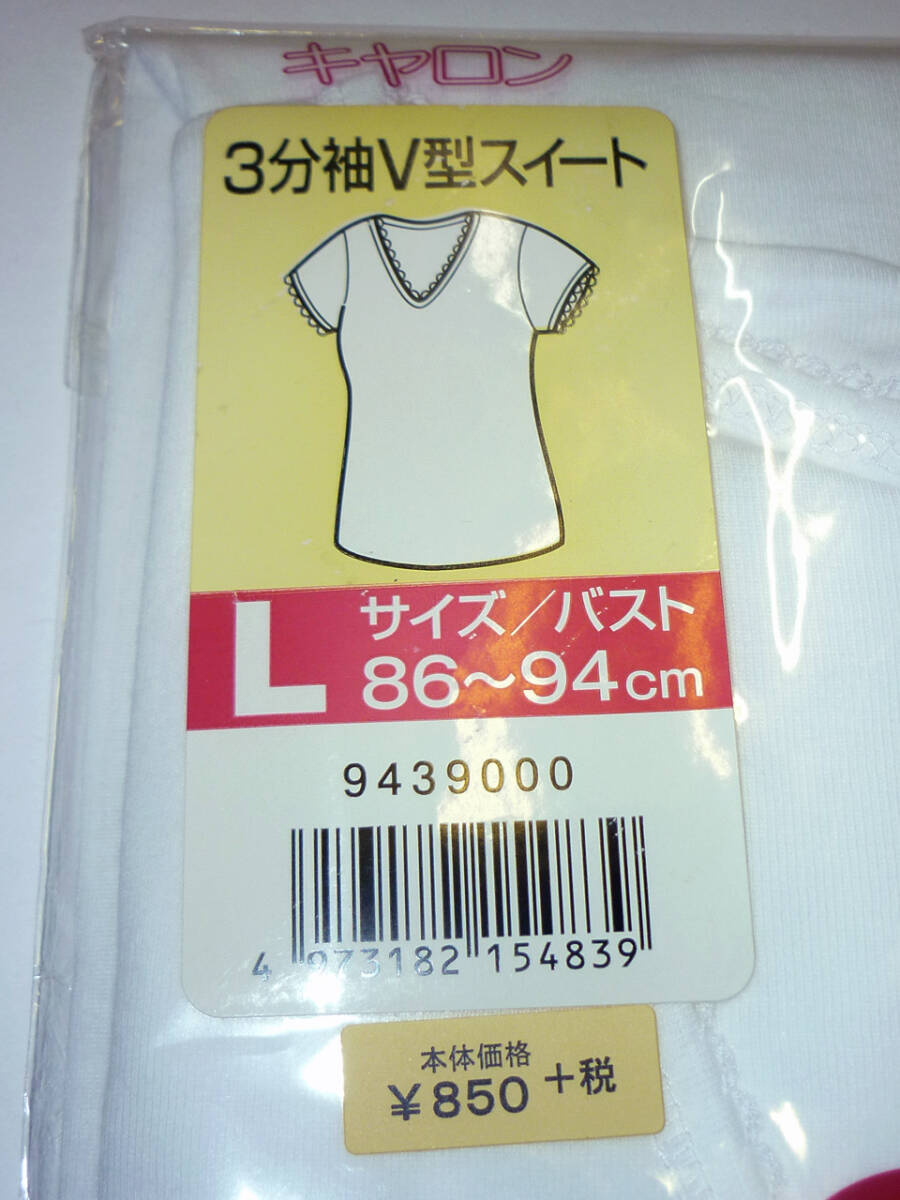 キャロン
3分袖V型スイート
L サイズ/バスト
86~94cm
9439000
4 973182 154839
本体価格
¥850 +税